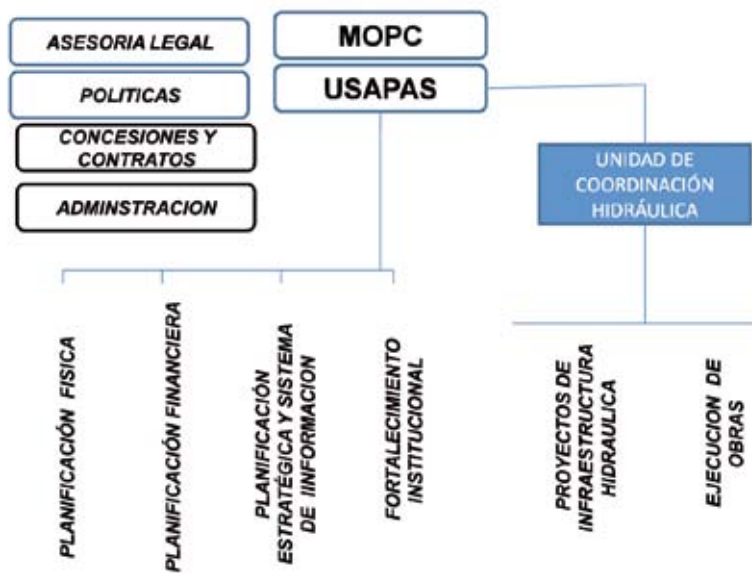 ASESORIA LEGAL
MOPC
POLITICAS
USAPAS
CONCESIONES Y
CONTRATOS
ADMINSTRACION
UNIDAD DE
COORDINACIÓN
HIDRÁULICA
PLANIFICACIÓN FISICA
PLANIFICACIÓN FINANCIERA
PLANIFICACIÓN
ESTRATÉGICA Y SISTEMA
DE IINFORMACION
FORTALECIMIENTO
INSTITUCIONAL
PROYECTOS DE
INFRAESTRUCTURA
HIDRAULICA
EJECUCION DE
OBRAS